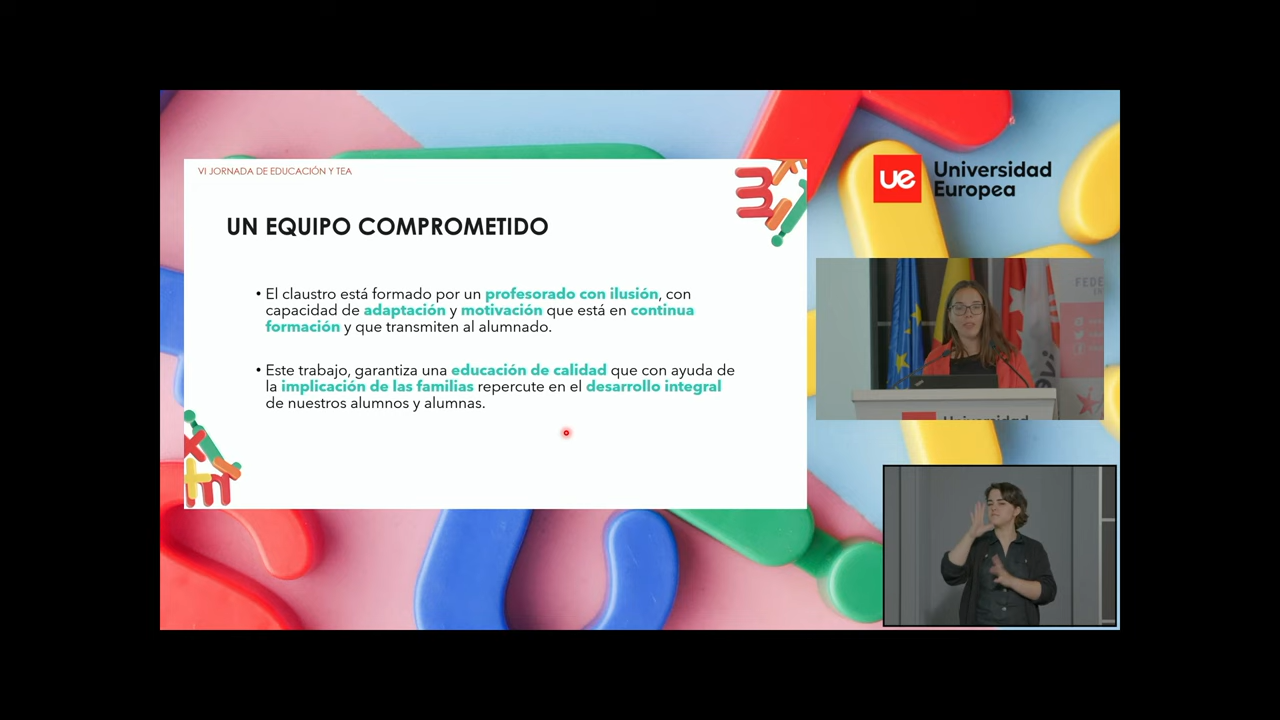 VI JORNADA DE EDUCACIÓN Y TEA
UN EQUIPO COMPROMETIDO
• El claustro está formado por un profesorado con ilusión, con
capacidad de adaptación y motivación que está en continua
formación y que transmiten al alumnado.
• Este trabajo, garantiza una educación de calidad que con ayuda de
la implicación de las familias repercute en el desarrollo integral
de nuestros alumnos y alumnas.
ue
Universidad
Europea
FEDE
Universidad